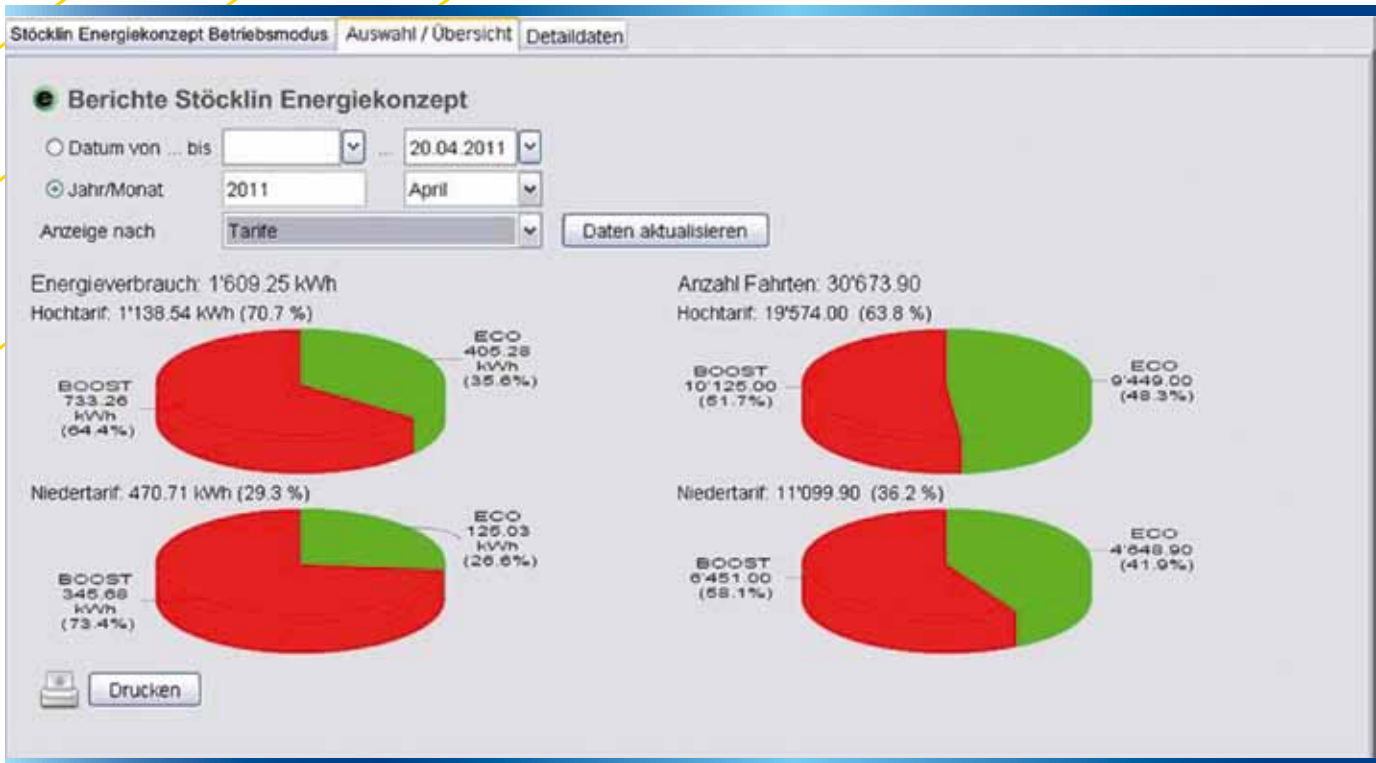 Stöcklin Energiekonzept Betriebsmodus Auswahl / Übersicht Detaildaten
e Berichte Stöcklin Energiekonzept
Datum von ... bis ... 20.04.2011
Jahr/Monat 2011 April
Anzeige nach Tarife Daten aktualisieren
Energieverbrauch: 1'609.25 kWh
Hochtarif: 1'138.54 kWh (70.7 %)
ECO
405.28
kWh
(35.6%)
BOOST
733.26
kWh
(64.4%)
Anzahl Fahrten: 30'673.90
Hochtarif: 19'574.00 (63.8 %)
BOOST
10'125.00
(51.7%)
ECO
9'449.00
(48.3%)
Niedertarif: 470.71 kWh (29.3 %)
ECO
125.03
kWh
(26.6%)
BOOST
345.68
kWh
(73.4%)
Niedertarif: 11'099.90 (36.2 %)
ECO
4'648.90
(41.9%)
BOOST
6'451.00
(58.1%)
Drucken